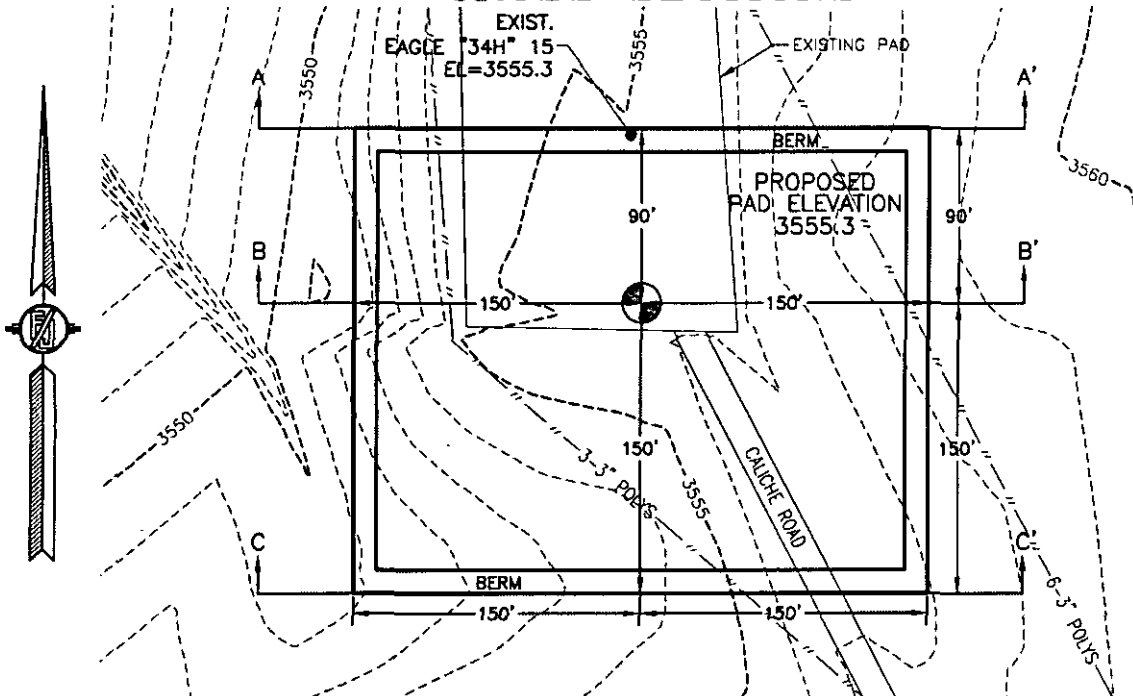 EXIST.
EAGLE "34H" 15
EL=3555.3
3555
EXISTING PAD
3550
A
A'
BERM
3560
PROPOSED
PAD ELEVATION
3555.3
90'
90'
B
B'
150'
150'
3550
150'
150'
3-3" POLYS
3555
CALICHE ROAD
C
C'
BERM
150'
150'
6-3" POLYS